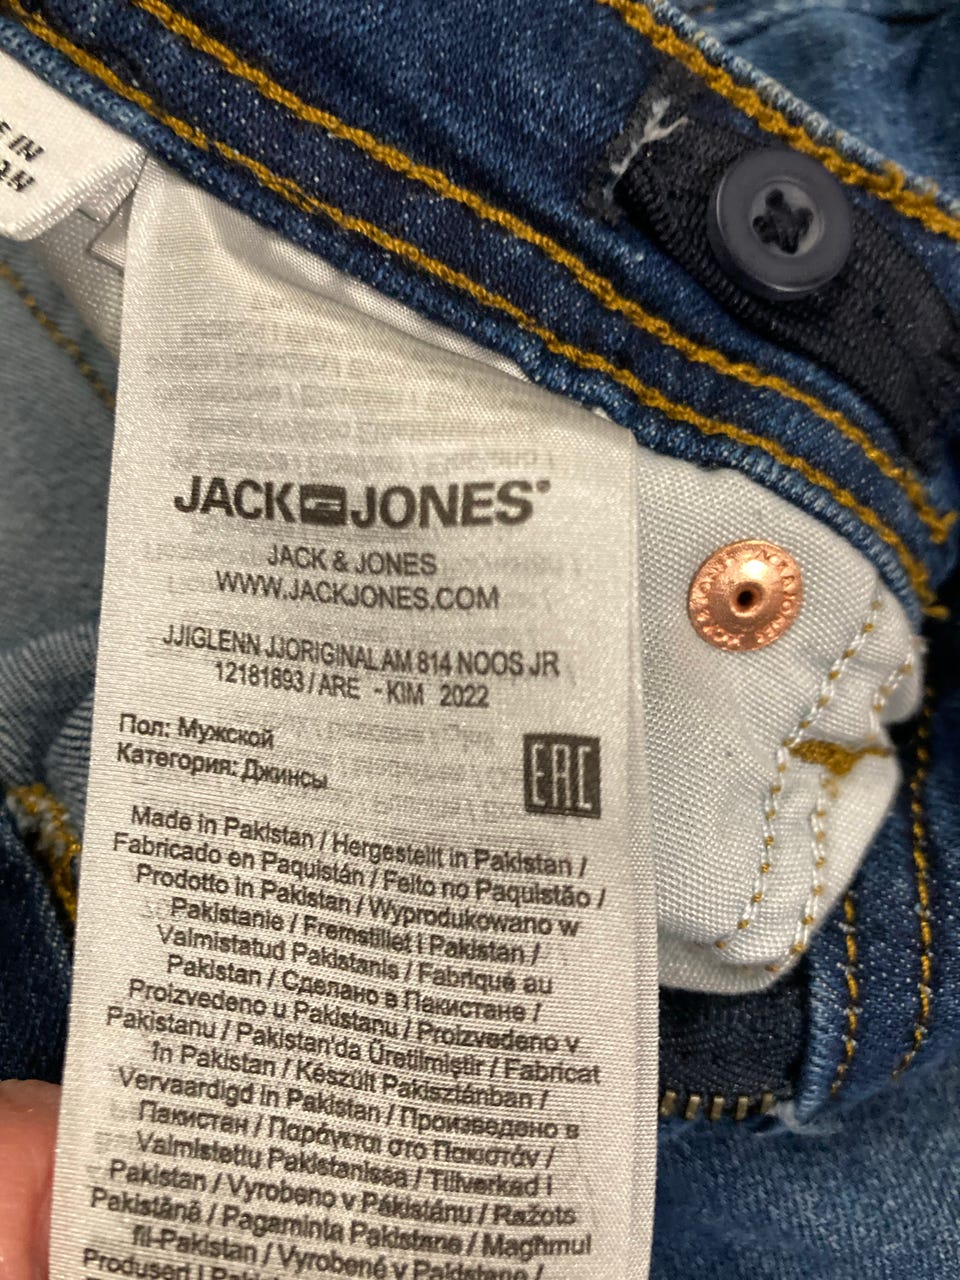 JACK JONES
JACK & JONES
WWW.JACKJONES.COM
JJIGLENN JJORIGINAL AM 814 NOOS JR
12181893 / ARE - KIM 2022
Пол: Мужской
Категория: Джинсы
EAC
Made in Pakistan / Hergestellt in Pakistan /
Fabricado en Paquistán / Feito no Paquistão /
Prodotto in Pakistan / Wyprodukowano w
Pakistanie / Fremstillet i Pakistan /
Valmistatud Pakistanis / Fabriqué au
Pakistan / Сделано в Пакистане /
Proizvedeno u Pakistanu / Proizvedeno v
Pakistanu / Pakistan'da Üretilmiştir / Fabricat
în Pakistan / Készült Pakisztánban /
Vervaardigd in Pakistan / Произведено в
Пакистан / Παράγεται στο Πακιστάν /
Valmistettu Pakistanissa / Tillverkad i
Pakistan / Vyrobeno v Pákistánu / Ražots
Pakistānā / Pagaminta Pakistane / Magħmul
fil-Pakistan / Vyrobené v Pakistane /
Produsert i
IN